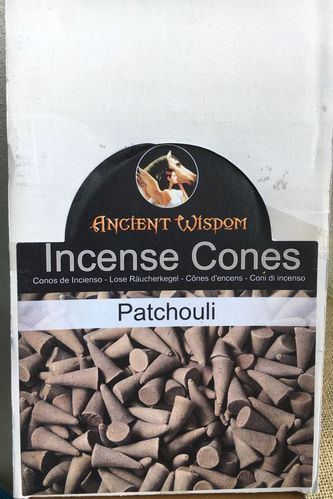 ANCIENT WISDOM
Incense Cones
Conos de Incienso - Lose Räucherkegel - Cônes d'encens - Coni di incenso
Patchouli